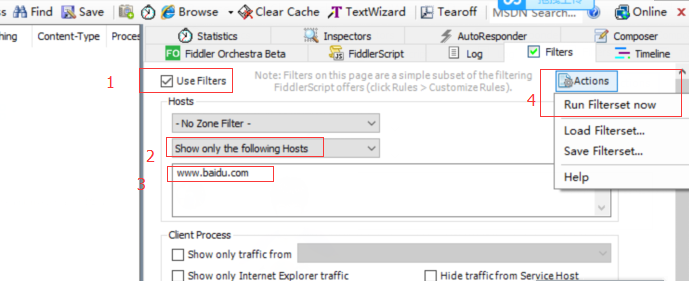 Find Save Browse Clear Cache TextWizard Tearoff MSDN Search... Online
Content-Type Proces Statistics Inspectors AutoResponder Composer
FO Fiddler Orchestra Beta FiddlerScript Log Filters Timeline
1 Use Filters Note: Filters on this page are a simple subset of the filtering
FiddlerScript offers (click Rules > Customize Rules). 4 Actions
Hosts Run Filterset now
- No Zone Filter -
Load Filterset...
2 Show only the following Hosts Save Filterset...
3 www.baidu.com Help
Client Process
Show only traffic from
Show only Internet Explorer traffic Hide traffic from Service Host